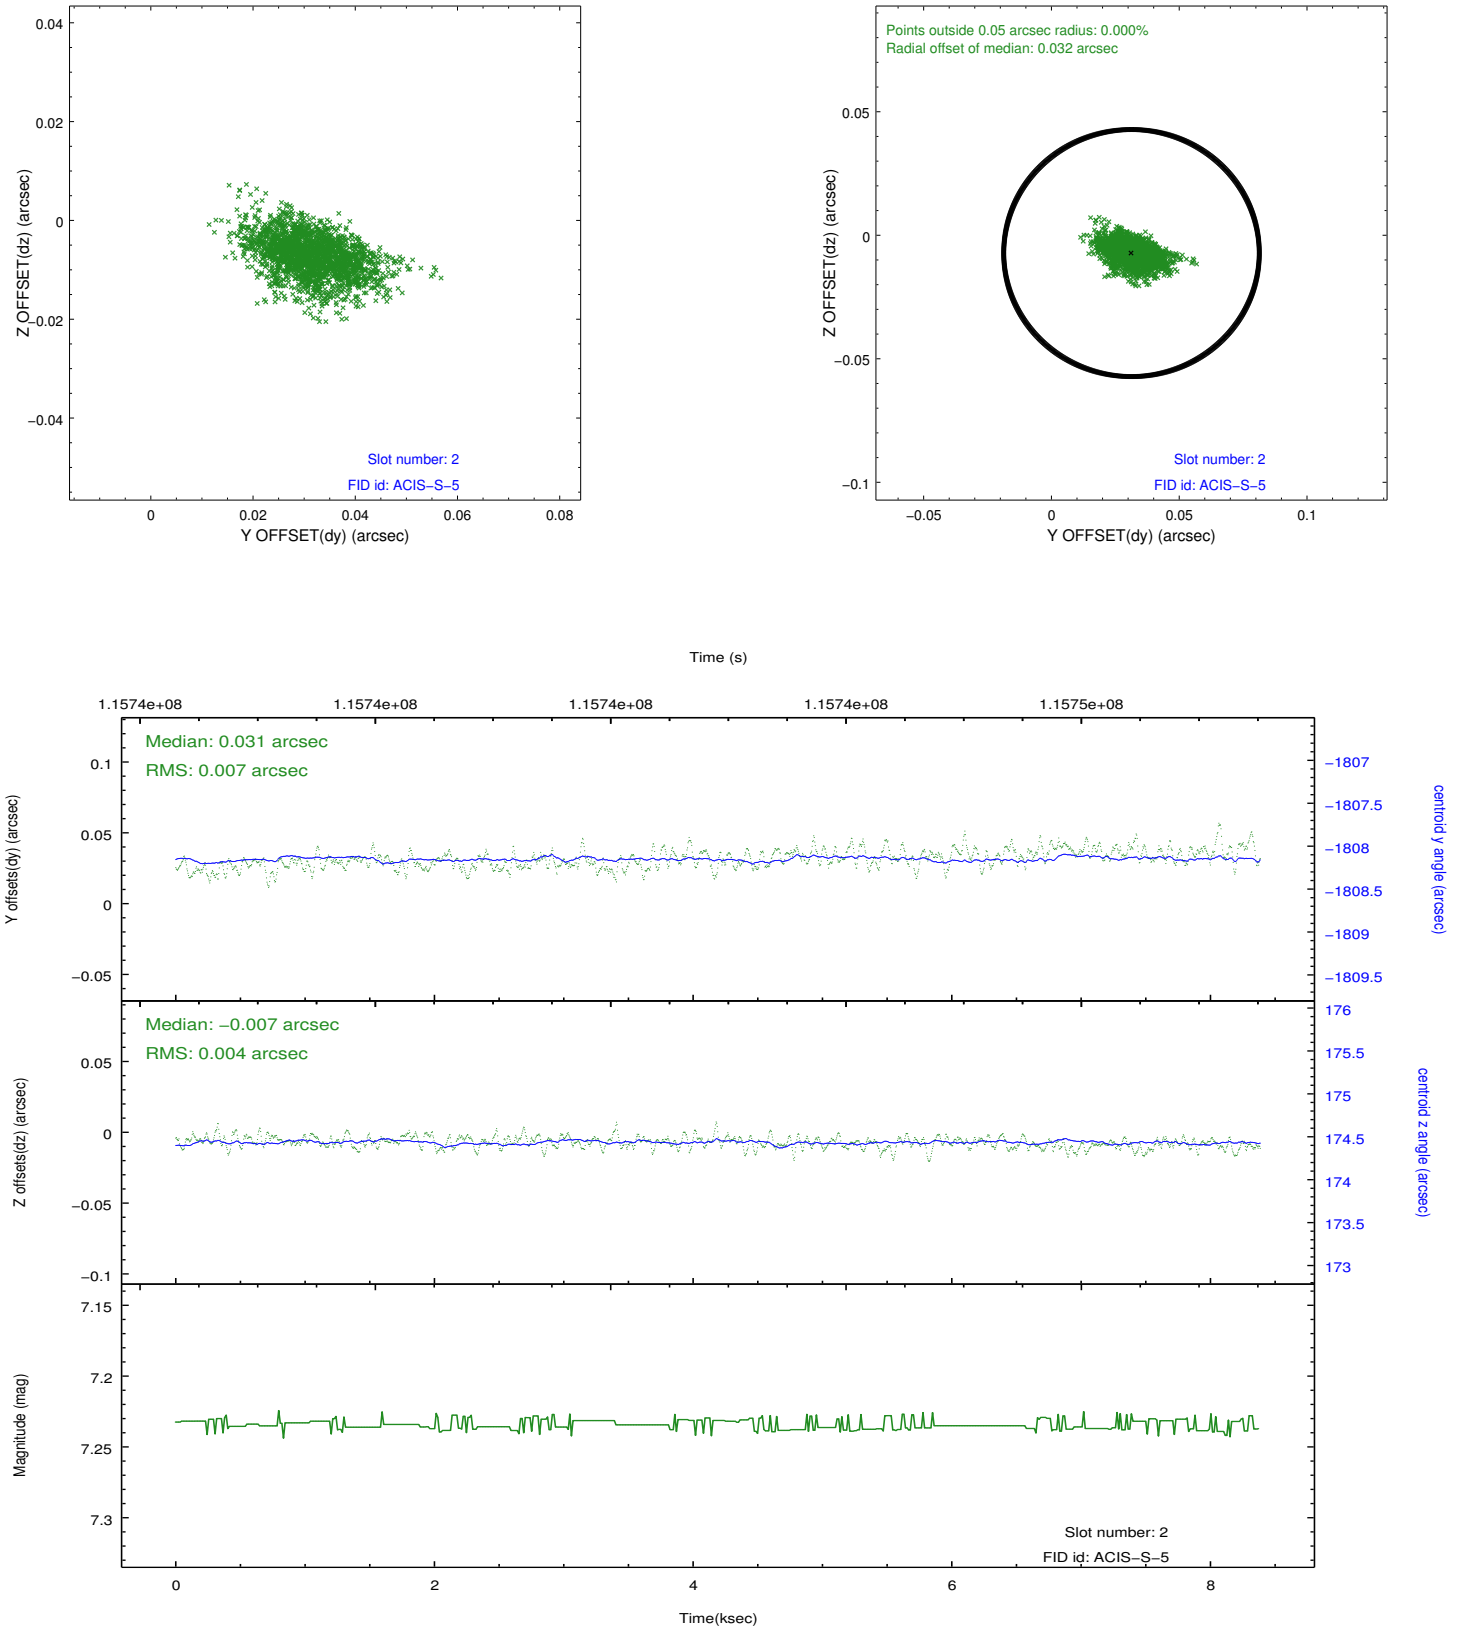 0.04
0.02
0
−0.02
−0.04
Z OFFSET(dz) (arcsec)
Slot number: 2
FID id: ACIS−S−5
0
0.02
0.04
0.06
0.08
Y OFFSET(dy) (arcsec)
Points outside 0.05 arcsec radius: 0.000%
Radial offset of median: 0.032 arcsec
0.05
0
−0.05
−0.1
Z OFFSET(dz) (arcsec)
Slot number: 2
FID id: ACIS−S−5
−0.05
0
0.05
0.1
Y OFFSET(dy) (arcsec)
Time (s)
1.1574e+08
1.1574e+08
1.1574e+08
1.1574e+08
1.1575e+08
Median: 0.031 arcsec
RMS: 0.007 arcsec
0.1
0.05
0
−0.05
Y offsets(dy) (arcsec)
−1807
−1807.5
−1808
−1808.5
−1809
−1809.5
centroid y angle (arcsec)
Median: −0.007 arcsec
RMS: 0.004 arcsec
0.05
0
−0.05
−0.1
Z offsets(dz) (arcsec)
176
175.5
175
174.5
174
173.5
173
centroid z angle (arcsec)
7.15
7.2
7.25
7.3
Magnitude (mag)
Slot number: 2
FID id: ACIS−S−5
0
2
4
6
8
Time(ksec)